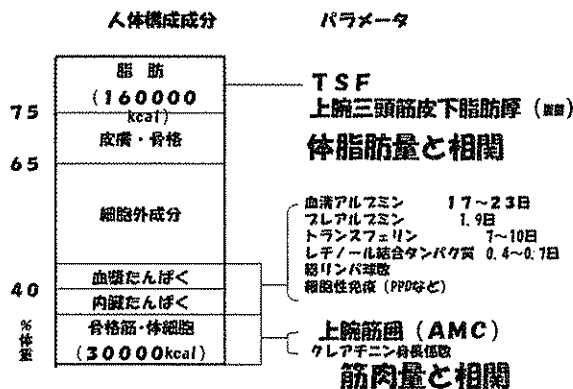 人体構成成分
パラメータ
脂 肪
(160000
kcal)
75
皮膚・骨格
65
細胞外成分
血漿たんぱく
40
内臓たんぱく
骨格筋・体細胞
(30000kcal)
%体重
TSF
上腕三頭筋皮下脂肪厚 (㎜)
体脂肪量と相関
血清アルブミン 17〜23日
プレアルブミン 1.9日
トランスフェリン 7〜10日
レチノール結合タンパク質 0.4〜0.7日
総リンパ球数
細胞性免疫 (PPDなど)
上腕筋囲 (AMC)
クレアチニン身長係数
筋肉量と相関